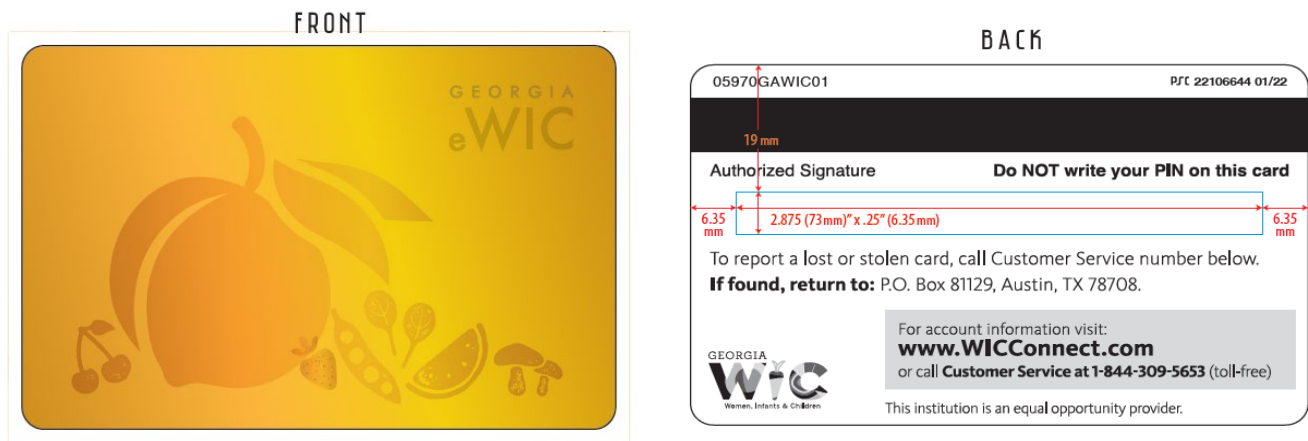 FRONT
GEORGIA
eWIC
BACK
05970GAWIC01
PSC 22106644 01/22
19 mm
Authorized Signature
Do NOT write your PIN on this card
6.35
mm
2.875 (73mm)” x .25” (6.35mm)
6.35
mm
To report a lost or stolen card, call Customer Service number below.
If found, return to: P.O. Box 81129, Austin, TX 78708.
For account information visit:
www.WICConnect.com
or call Customer Service at 1-844-309-5653 (toll-free)
GEORGIA
WIC
Women, Infants & Children
This institution is an equal opportunity provider.